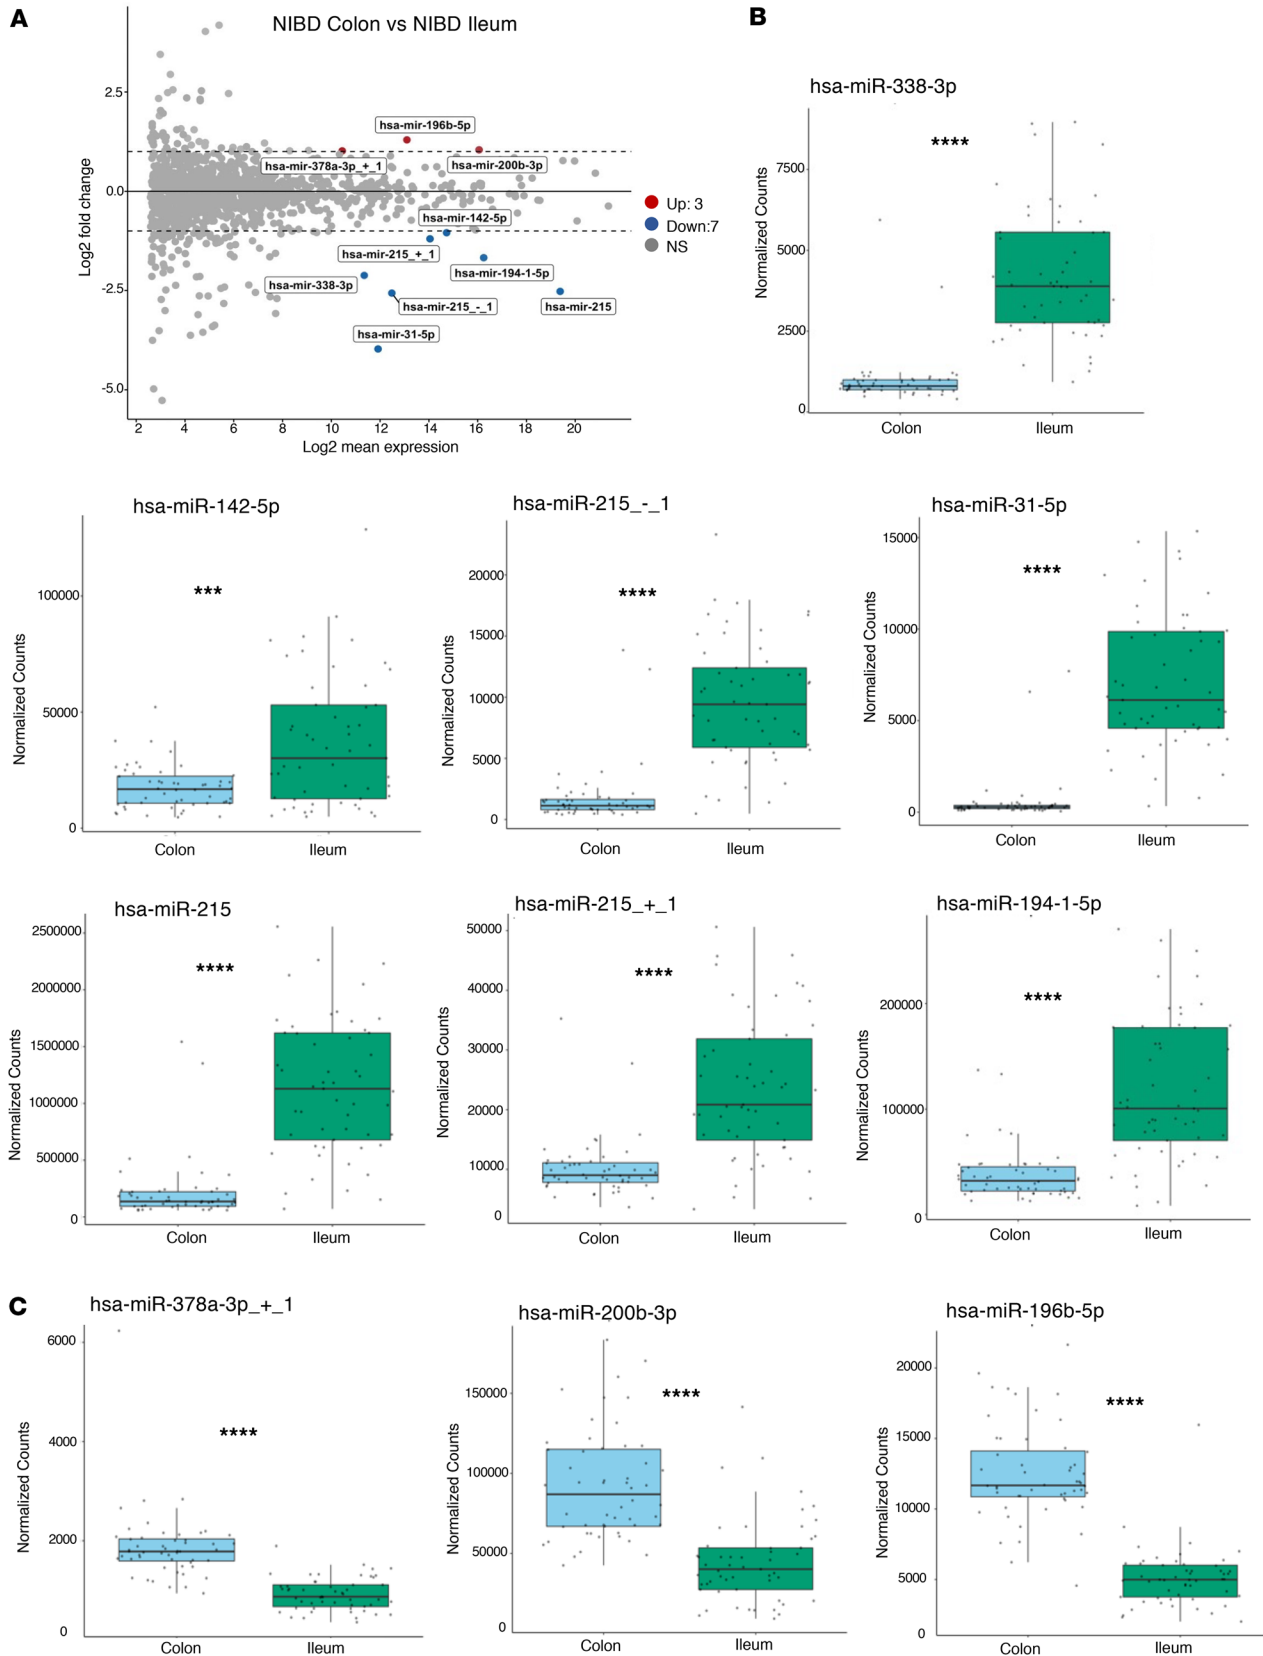 A
NIBD Colon vs NIBD Ileum
B
2.5
0.0
-2.5
-5.0
Log2 fold change
2 4 6 8 10 12 14 16 18 20
Log2 mean expression
hsa-mir-196b-5p
hsa-mir-378a-3p_+_1
hsa-mir-200b-3p
hsa-mir-142-5p
hsa-mir-215_+_1
hsa-mir-194-1-5p
hsa-mir-338-3p
hsa-mir-215_-_1
hsa-mir-215
hsa-mir-31-5p
Up: 3
Down:7
NS
hsa-miR-338-3p
****
7500
5000
2500
0
Normalized Counts
Colon Ileum
hsa-miR-142-5p
***
100000
50000
0
Normalized Counts
Colon Ileum
hsa-miR-215_-_1
****
20000
15000
10000
5000
0
Normalized Counts
Colon Ileum
hsa-miR-31-5p
****
15000
10000
5000
0
Normalized Counts
Colon Ileum
hsa-miR-215
****
2500000
2000000
1500000
1000000
500000
0
Normalized Counts
Colon Ileum
hsa-miR-215_+_1
****
50000
40000
30000
20000
10000
0
Normalized Counts
Colon Ileum
hsa-miR-194-1-5p
****
200000
100000
0
Normalized Counts
Colon Ileum
C
hsa-miR-378a-3p_+_1
****
6000
4000
2000
0
Normalized Counts
Colon Ileum
hsa-miR-200b-3p
****
150000
100000
50000
0
Normalized Counts
Colon Ileum
hsa-miR-196b-5p
****
20000
15000
10000
5000
0
Normalized Counts
Colon Ileum